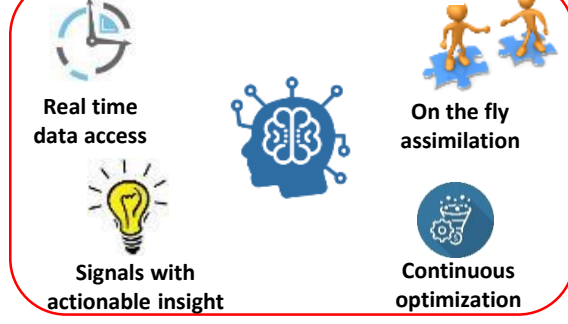 Real time
data access
On the fly
assimilation
Signals with
actionable insight
Continuous
optimization